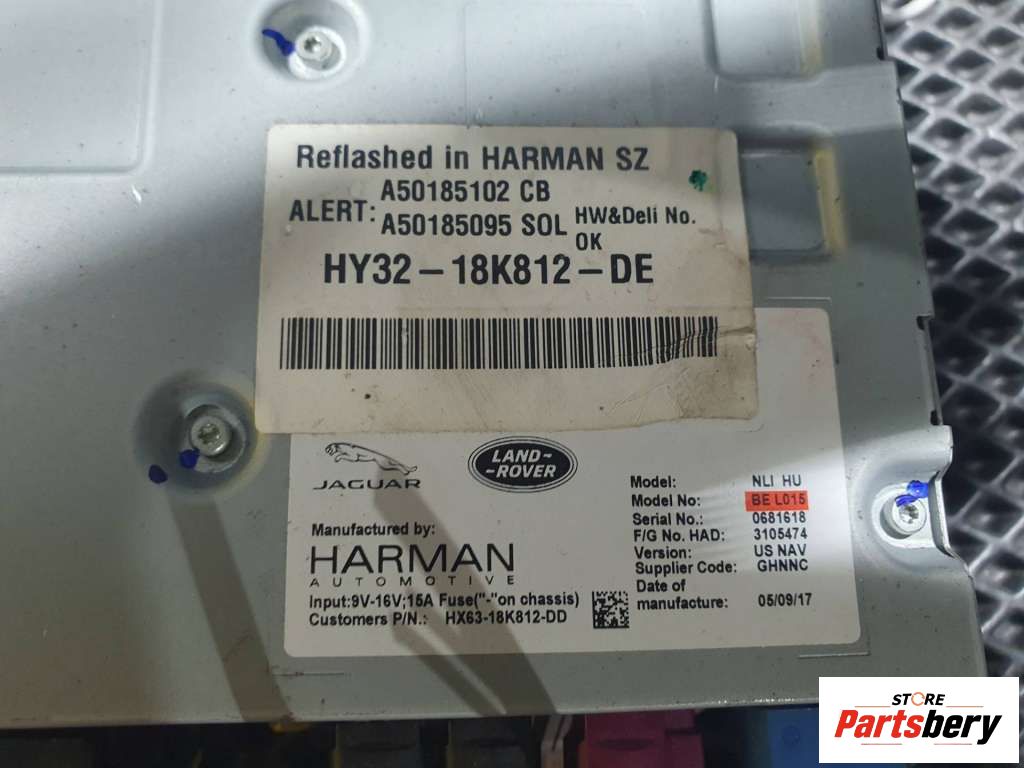 Reflashed in HARMAN SZ
A50185102 CB
ALERT: A50185095 SOL HW&Deli No.
OK
HY32-18K812-DE
JAGUAR
LAND-
-ROVER
Manufactured by:
HARMAN
AUTOMOTIVE
Input:9V-16V;15A Fuse("-"on chassis)
Customers P/N.: HX63-18K812-DD
Model: NLI HU
Model No: BE L015
Serial No.: 0681618
F/G No. HAD: 3105474
Version: US NAV
Supplier Code: GHNNC
Date of
manufacture: 05/09/17
STORE
Partsbery